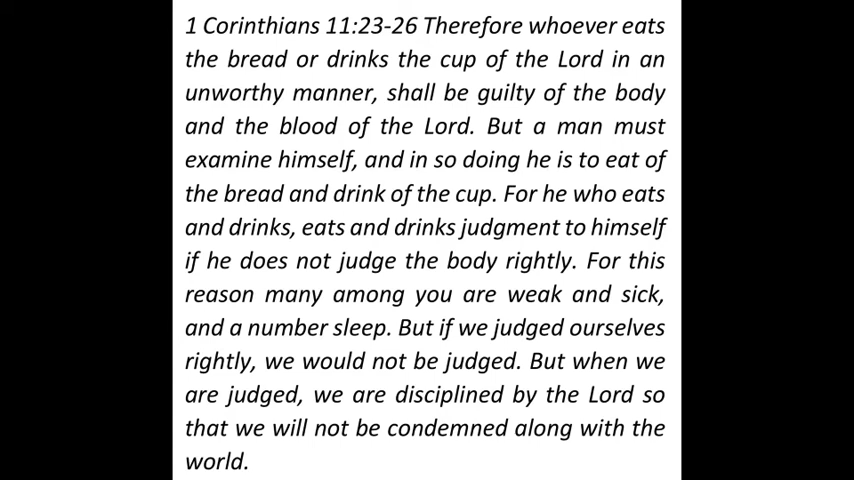 1 Corinthians 11:23-26 Therefore whoever eats
the bread or drinks the cup of the Lord in an
unworthy manner, shall be guilty of the body
and the blood of the Lord. But a man must
examine himself, and in so doing he is to eat of
the bread and drink of the cup. For he who eats
and drinks, eats and drinks judgment to himself
if he does not judge the body rightly. For this
reason many among you are weak and sick,
and a number sleep. But if we judged ourselves
rightly, we would not be judged. But when we
are judged, we are disciplined by the Lord so
that we will not be condemned along with the
world.